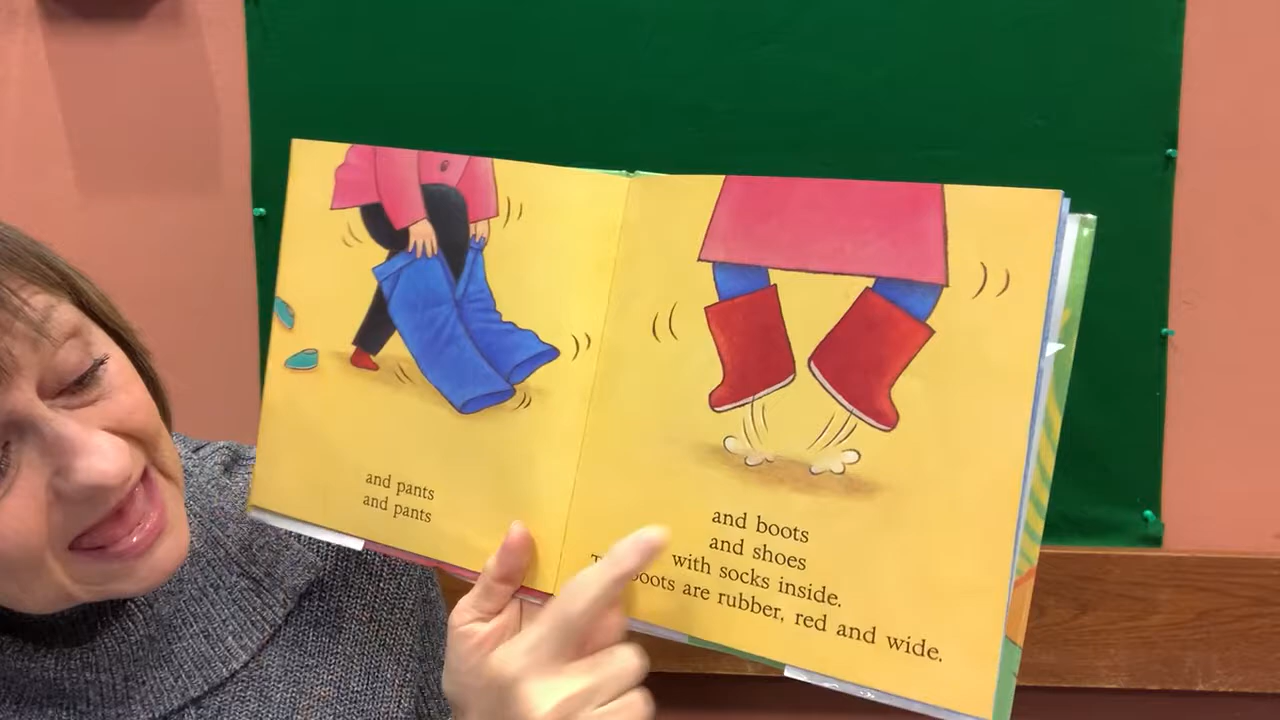 and pants
and pants
and boots
and shoes
with socks inside.
boots are rubber, red and wide.